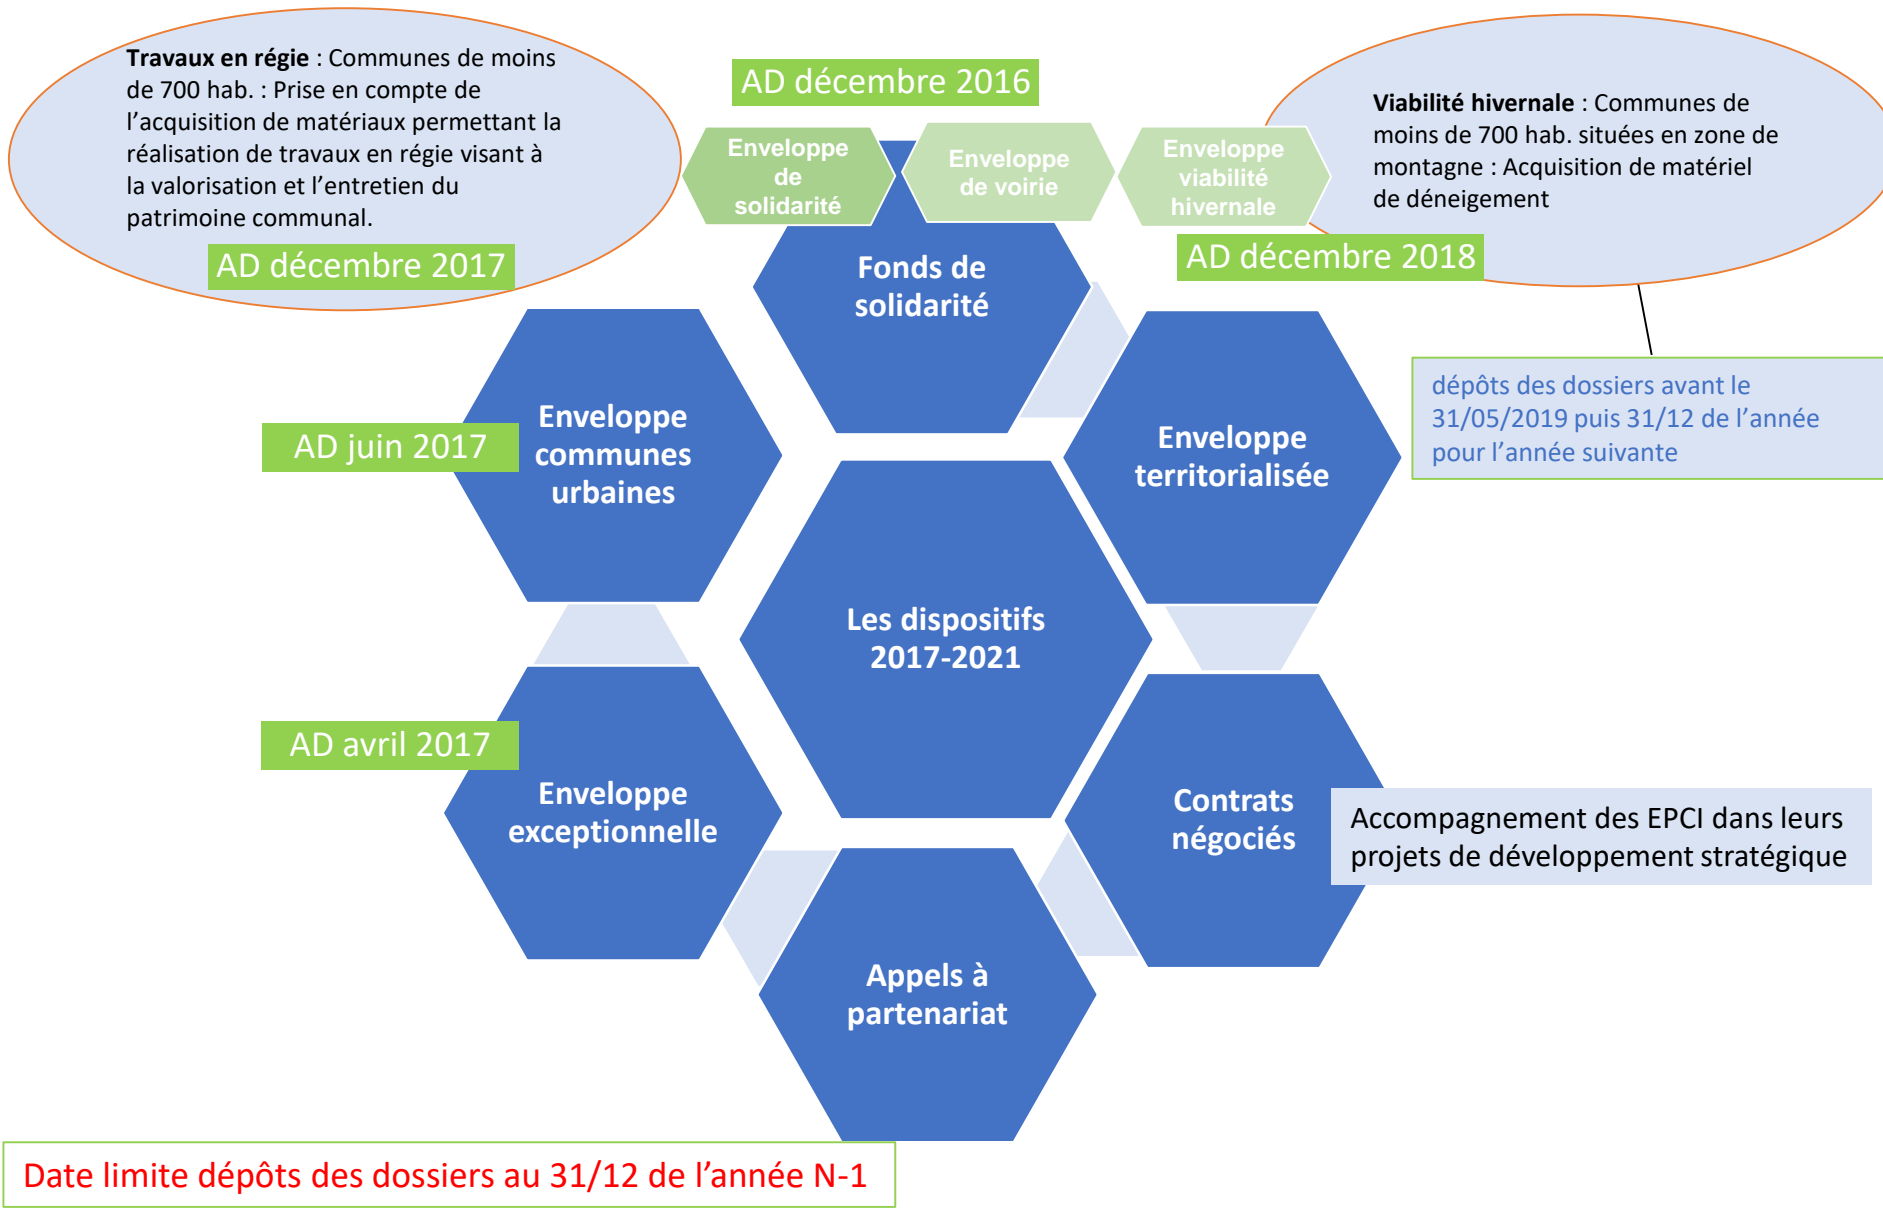 Travaux en régie : Communes de moins
de 700 hab. : Prise en compte de
l’acquisition de matériaux permettant la
réalisation de travaux en régie visant à
la valorisation et l’entretien du
patrimoine communal.
AD décembre 2017
AD décembre 2016
Enveloppe
de
solidarité
Enveloppe
de voirie
Enveloppe
viabilité
hivernale
Viabilité hivernale : Communes de
moins de 700 hab. situées en zone de
montagne : Acquisition de matériel
de déneigement
AD décembre 2018
Fonds de
solidarité
dépôts des dossiers avant le
31/05/2019 puis 31/12 de l’année
pour l’année suivante
Enveloppe
communes
urbaines
AD juin 2017
Enveloppe
territorialisée
Les dispositifs
2017-2021
AD avril 2017
Enveloppe
exceptionnelle
Contrats
négociés
Accompagnement des EPCI dans leurs
projets de développement stratégique
Appels à
partenariat
Date limite dépôts des dossiers au 31/12 de l’année N-1